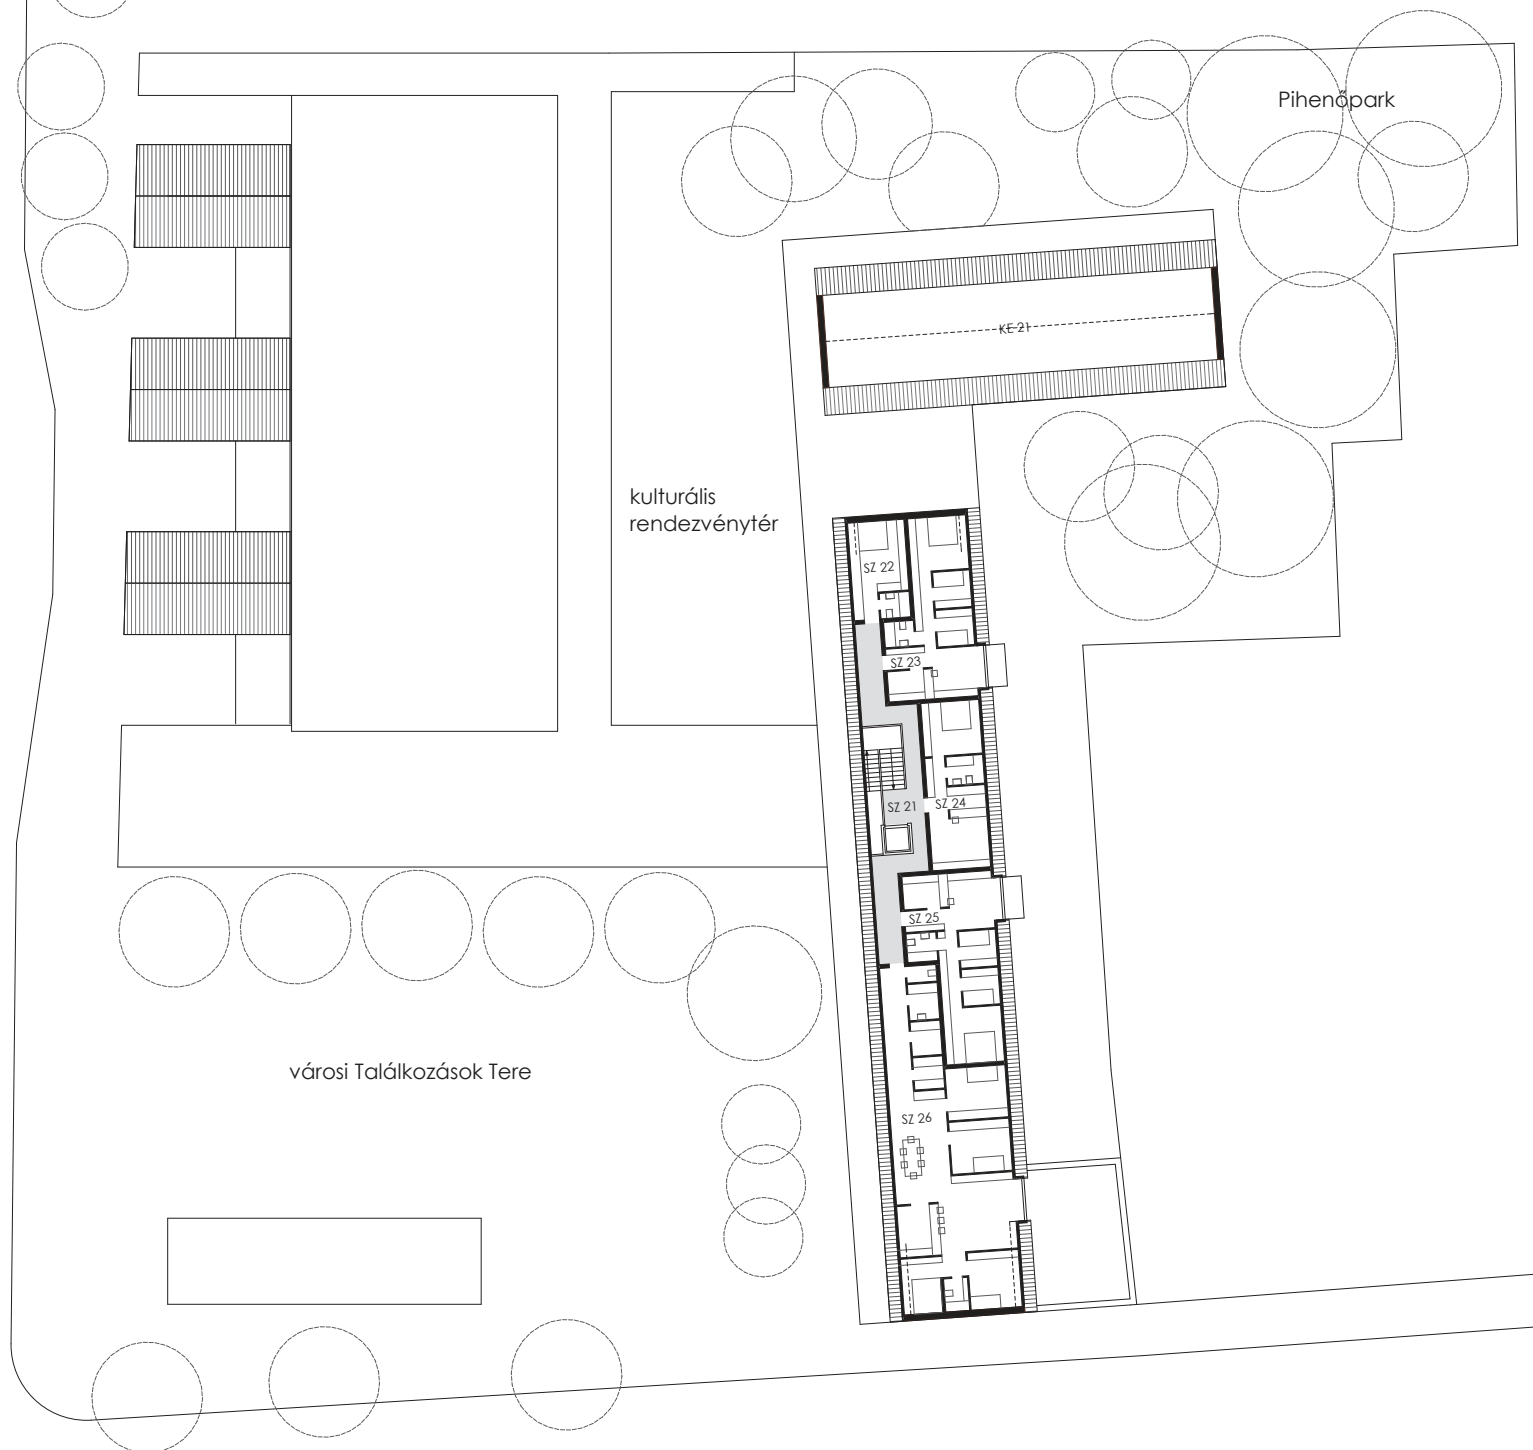 Pihenőpark
KE 21
kulturális
rendezvénytér
SZ 22
SZ 23
SZ 21
SZ 24
SZ 25
városi Találkozások Tere
SZ 26